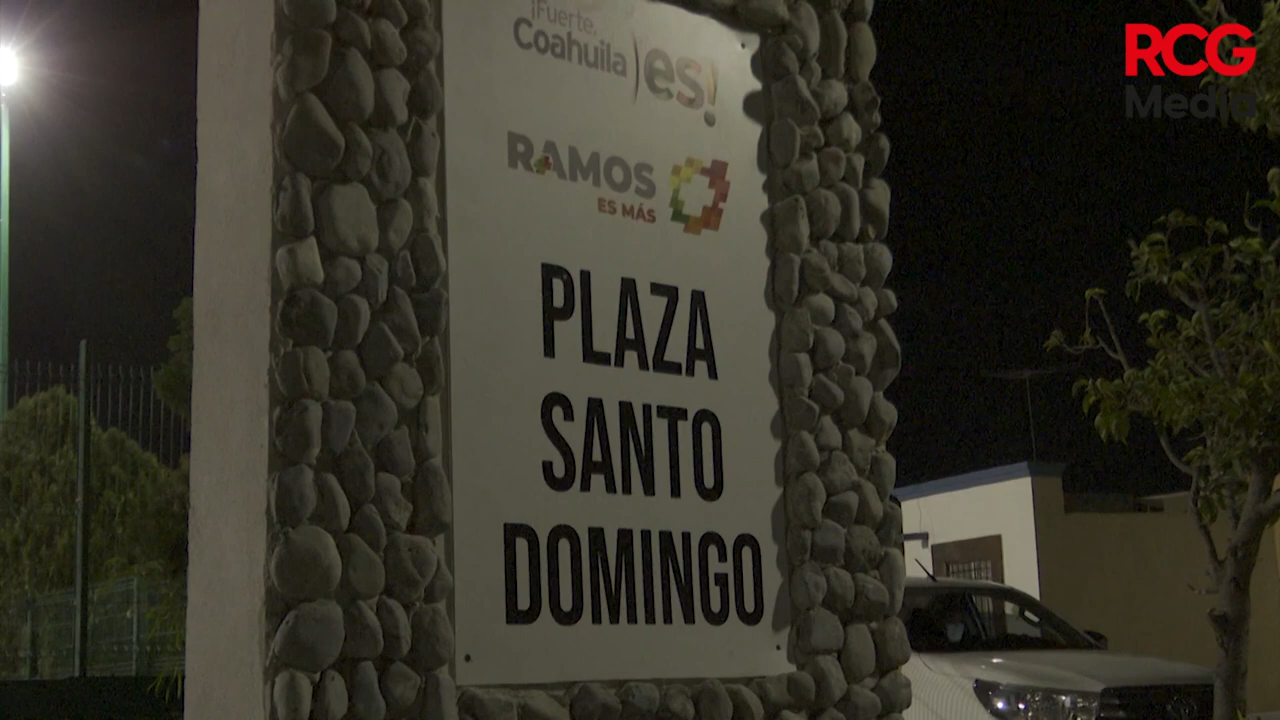 ¡Fuerte,
Coahuila es!
RAMOS
ES MÁS
PLAZA
SANTO
DOMINGO
RCG
Media